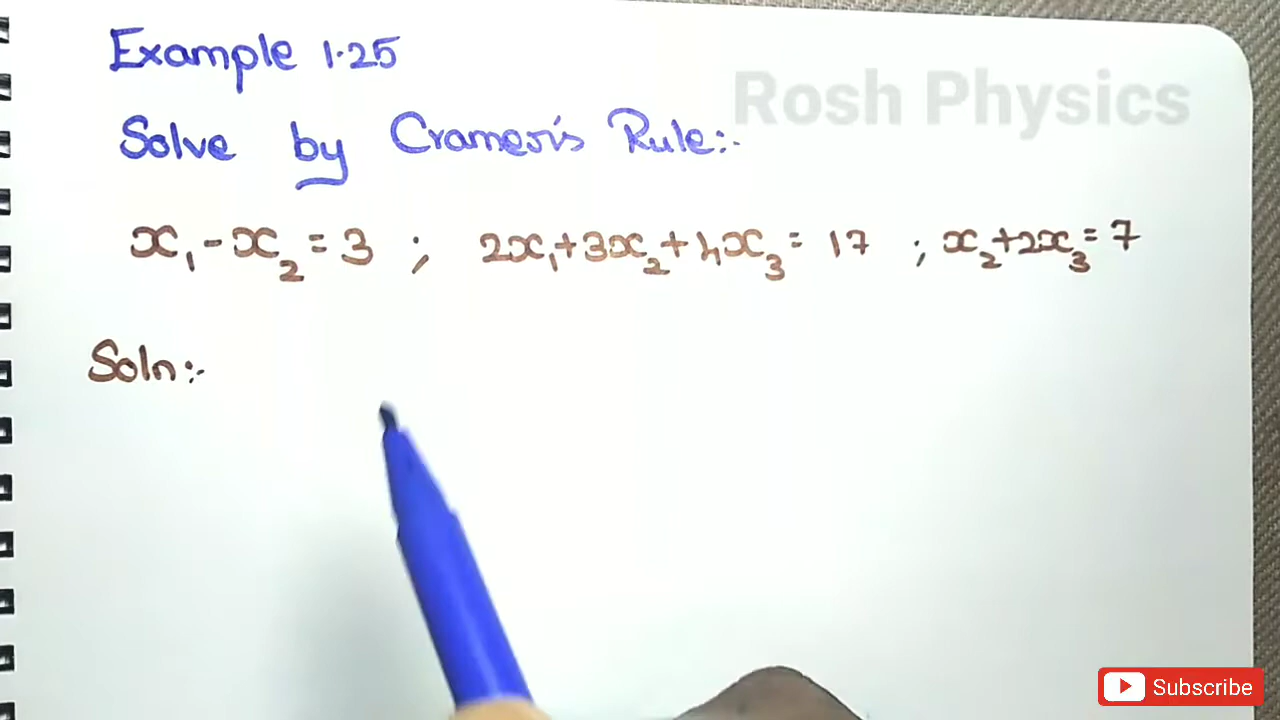 Example 1.25
Rosh Physics
Solve by Cramer's Rule:-
x₁ - x₂ = 3 ; 2x₁ + 3x₂ + 4x₃ = 17 ; x₂ + 2x₃ = 7
Soln:-
Subscribe